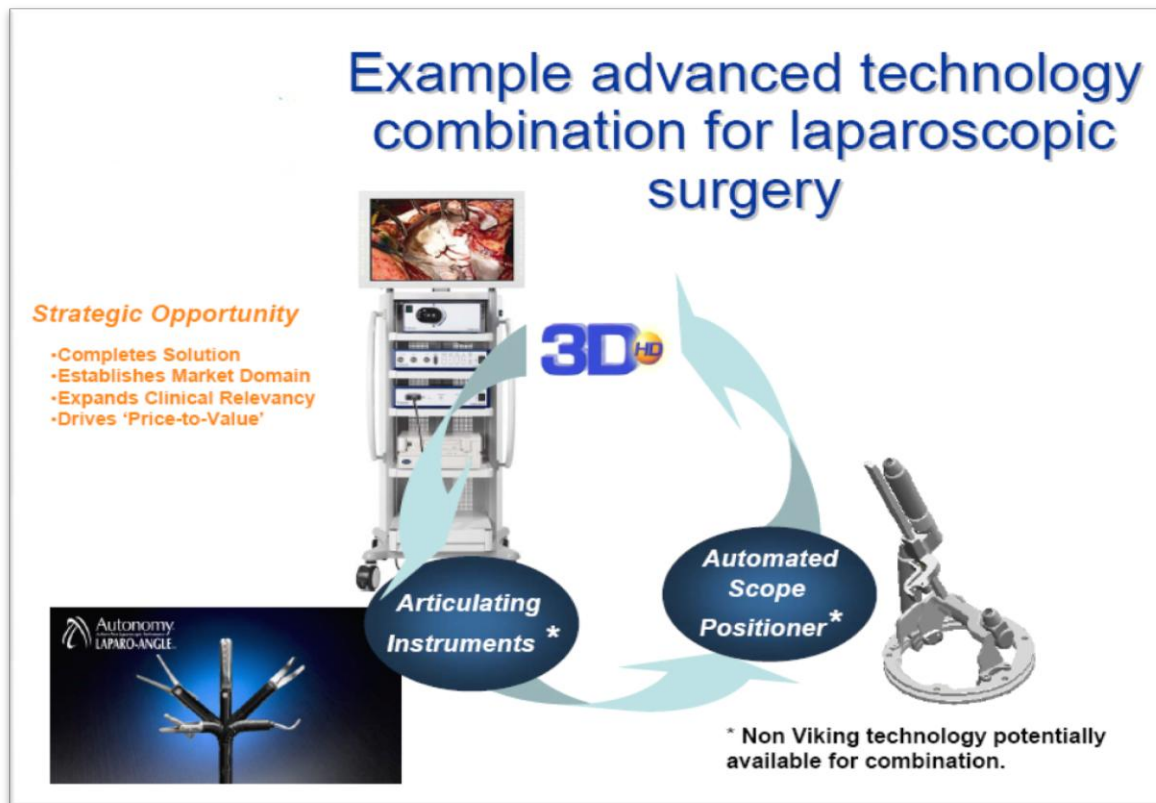 Example advanced technology
combination for laparoscopic
surgery
Strategic Opportunity
•Completes Solution
•Establishes Market Domain
•Expands Clinical Relevancy
•Drives ‘Price-to-Value’
3D HD
Articulating
Instruments *
Automated
Scope
Positioner*
Autonomy
LAPARO-ANGLE
* Non Viking technology potentially
available for combination.